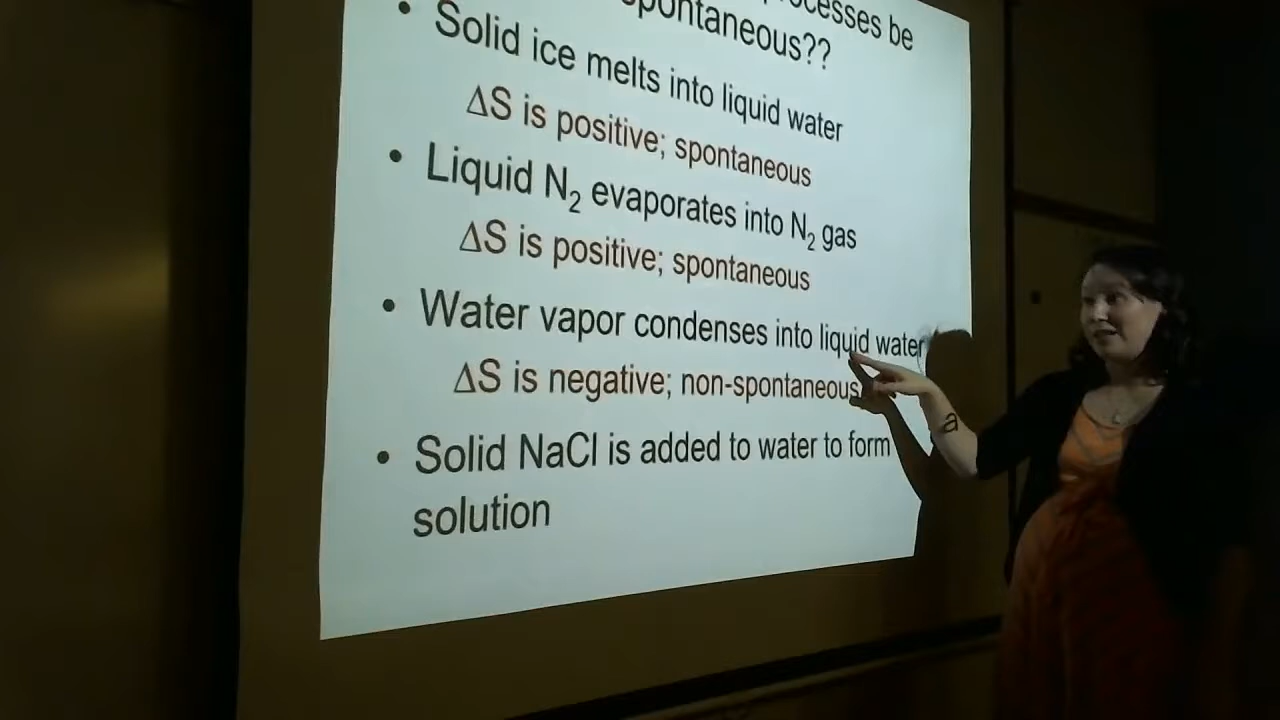 be
spontaneous??
• Solid ice melts into liquid water
ΔS is positive; spontaneous
• Liquid N₂ evaporates into N₂ gas
ΔS is positive; spontaneous
• Water vapor condenses into liquid water
ΔS is negative; non-spontaneous
• Solid NaCl is added to water to form
solution